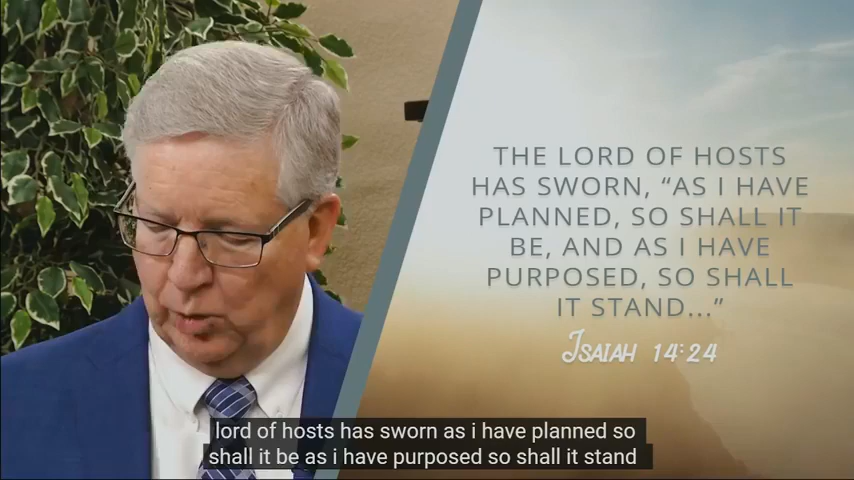 THE LORD OF HOSTS
HAS SWORN, “AS I HAVE
PLANNED, SO SHALL IT
BE, AND AS I HAVE
PURPOSED, SO SHALL
IT STAND...”
ISAIAH 14:24
lord of hosts has sworn as i have planned so
shall it be as i have purposed so shall it stand